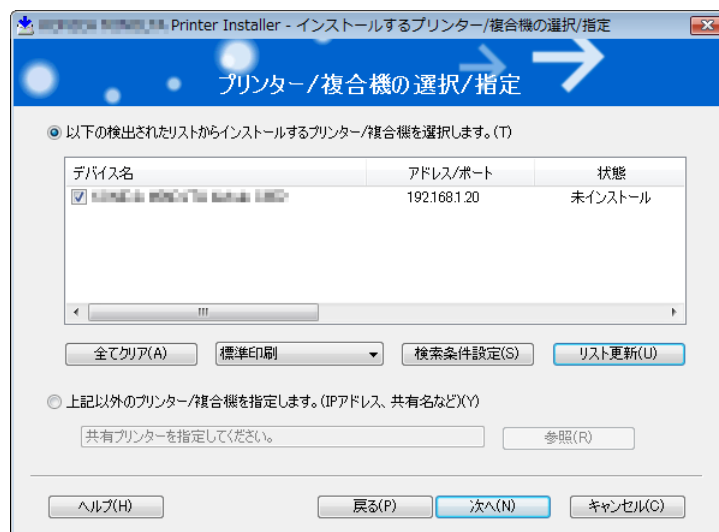 Printer Installer - インストールするプリンター/複合機の選択/指定
プリンター/複合機の選択/指定
以下の検出されたリストからインストールするプリンター/複合機を選択します。(T)
デバイス名 アドレス/ポート 状態
192.168.1.20 未インストール
全てクリア(A) 標準印刷 検索条件設定(S) リスト更新(U)
上記以外のプリンター/複合機を指定します。(IPアドレス、共有名など)(Y)
共有プリンターを指定してください。 参照(R)
ヘルプ(H) 戻る(P) 次へ(N) キャンセル(C)